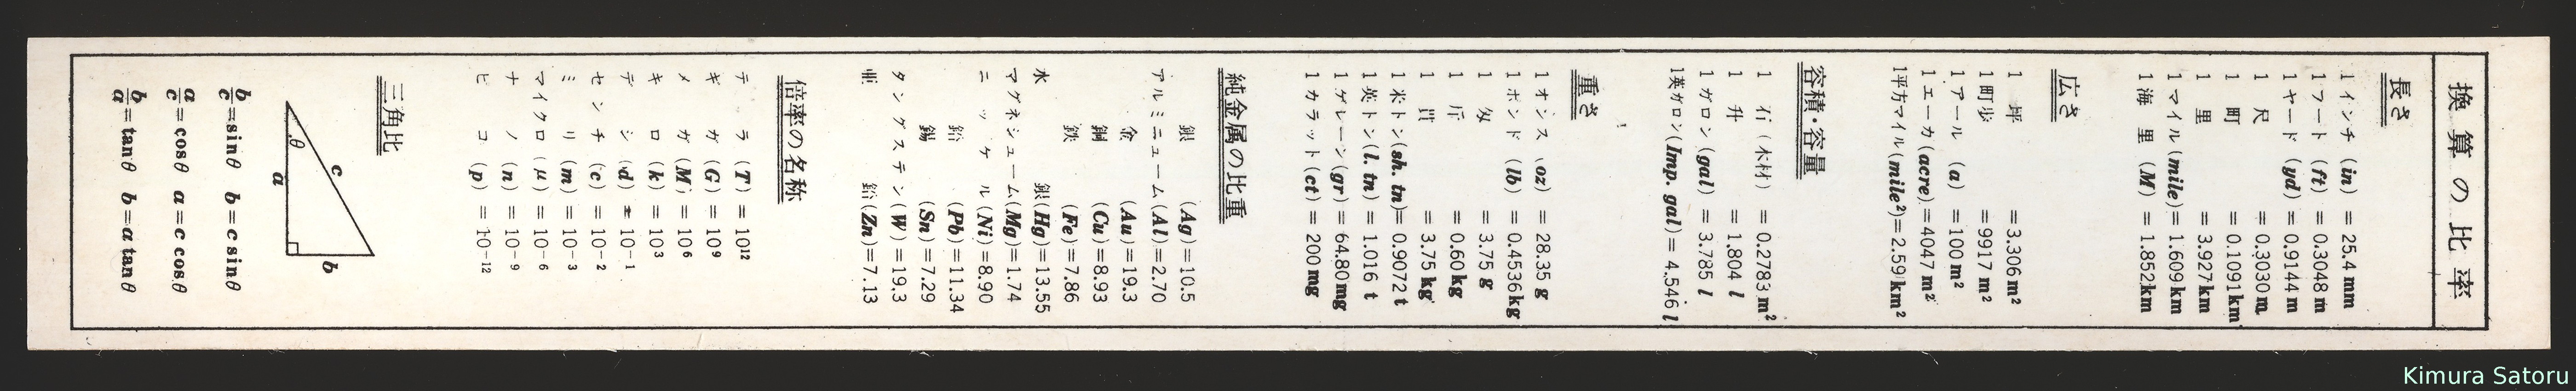 換算の比率
長さ
1インチ (in) = 25.4 mm
1フート (ft) = 0.3048 m
1ヤード (yd) = 0.9144 m
1 尺 = 0.3030 m
1 町 = 0.1091 km
1 里 = 3.927 km
1マイル (mile) = 1.609 km
1海 里 (M) = 1.852 km
広さ
1 坪 = 3.306 m²
1町歩 = 9917 m²
1アール (a) = 100 m²
1エーカ (acre) = 4047 m²
1平方マイル (mile²) = 2.59 km²
容積・容量
1 石 (木材) = 0.2783 m²
1 升 = 1.804 l
1ガロン (gal) = 3.785 l
1英ガロン (Imp. gal) = 4.546 l
重さ
1オンス (oz) = 28.35 g
1ポンド (lb) = 0.4536 kg
1 匁 = 3.75 g
1 斤 = 0.60 kg
1 貫 = 3.75 kg
1米トン (sh. tn) = 0.9072 t
1英トン (l. tn) = 1.016 t
1グレーン (gr) = 64.80 mg
1カラット (ct) = 200 mg
純金属の比重
銀 (Ag) = 10.5
アルミニューム (Al) = 2.70
金 (Au) = 19.3
銅 (Cu) = 8.93
鉄 (Fe) = 7.86
水 銀 (Hg) = 13.55
マグネシューム (Mg) = 1.74
ニッケル (Ni) = 8.90
鉛 (Pb) = 11.34
錫 (Sn) = 7.29
タングステン (W) = 19.3
亜 鉛 (Zn) = 7.13
倍率の名称
テ ラ (T) = 10¹²
ギ ガ (G) = 10⁹
メ ガ (M) = 10⁶
キ ロ (k) = 10³
デ シ (d) = 10⁻¹
センチ (c) = 10⁻²
ミ リ (m) = 10⁻³
マイクロ (μ) = 10⁻⁶
ナ ノ (n) = 10⁻⁹
ピ コ (p) = 10⁻¹²
三角比
θ
c
a
b
b/c = sinθ b = c sinθ
a/c = cosθ a = c cosθ
b/a = tanθ b = a tanθ
Kimura Satoru